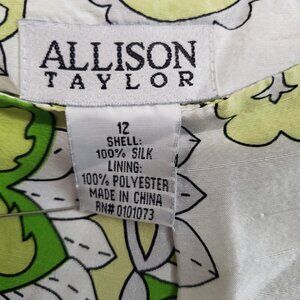 ALLISON
TAYLOR
12
SHELL:
100% SILK
LINING:
100% POLYESTER
MADE IN CHINA
RN# 0101073